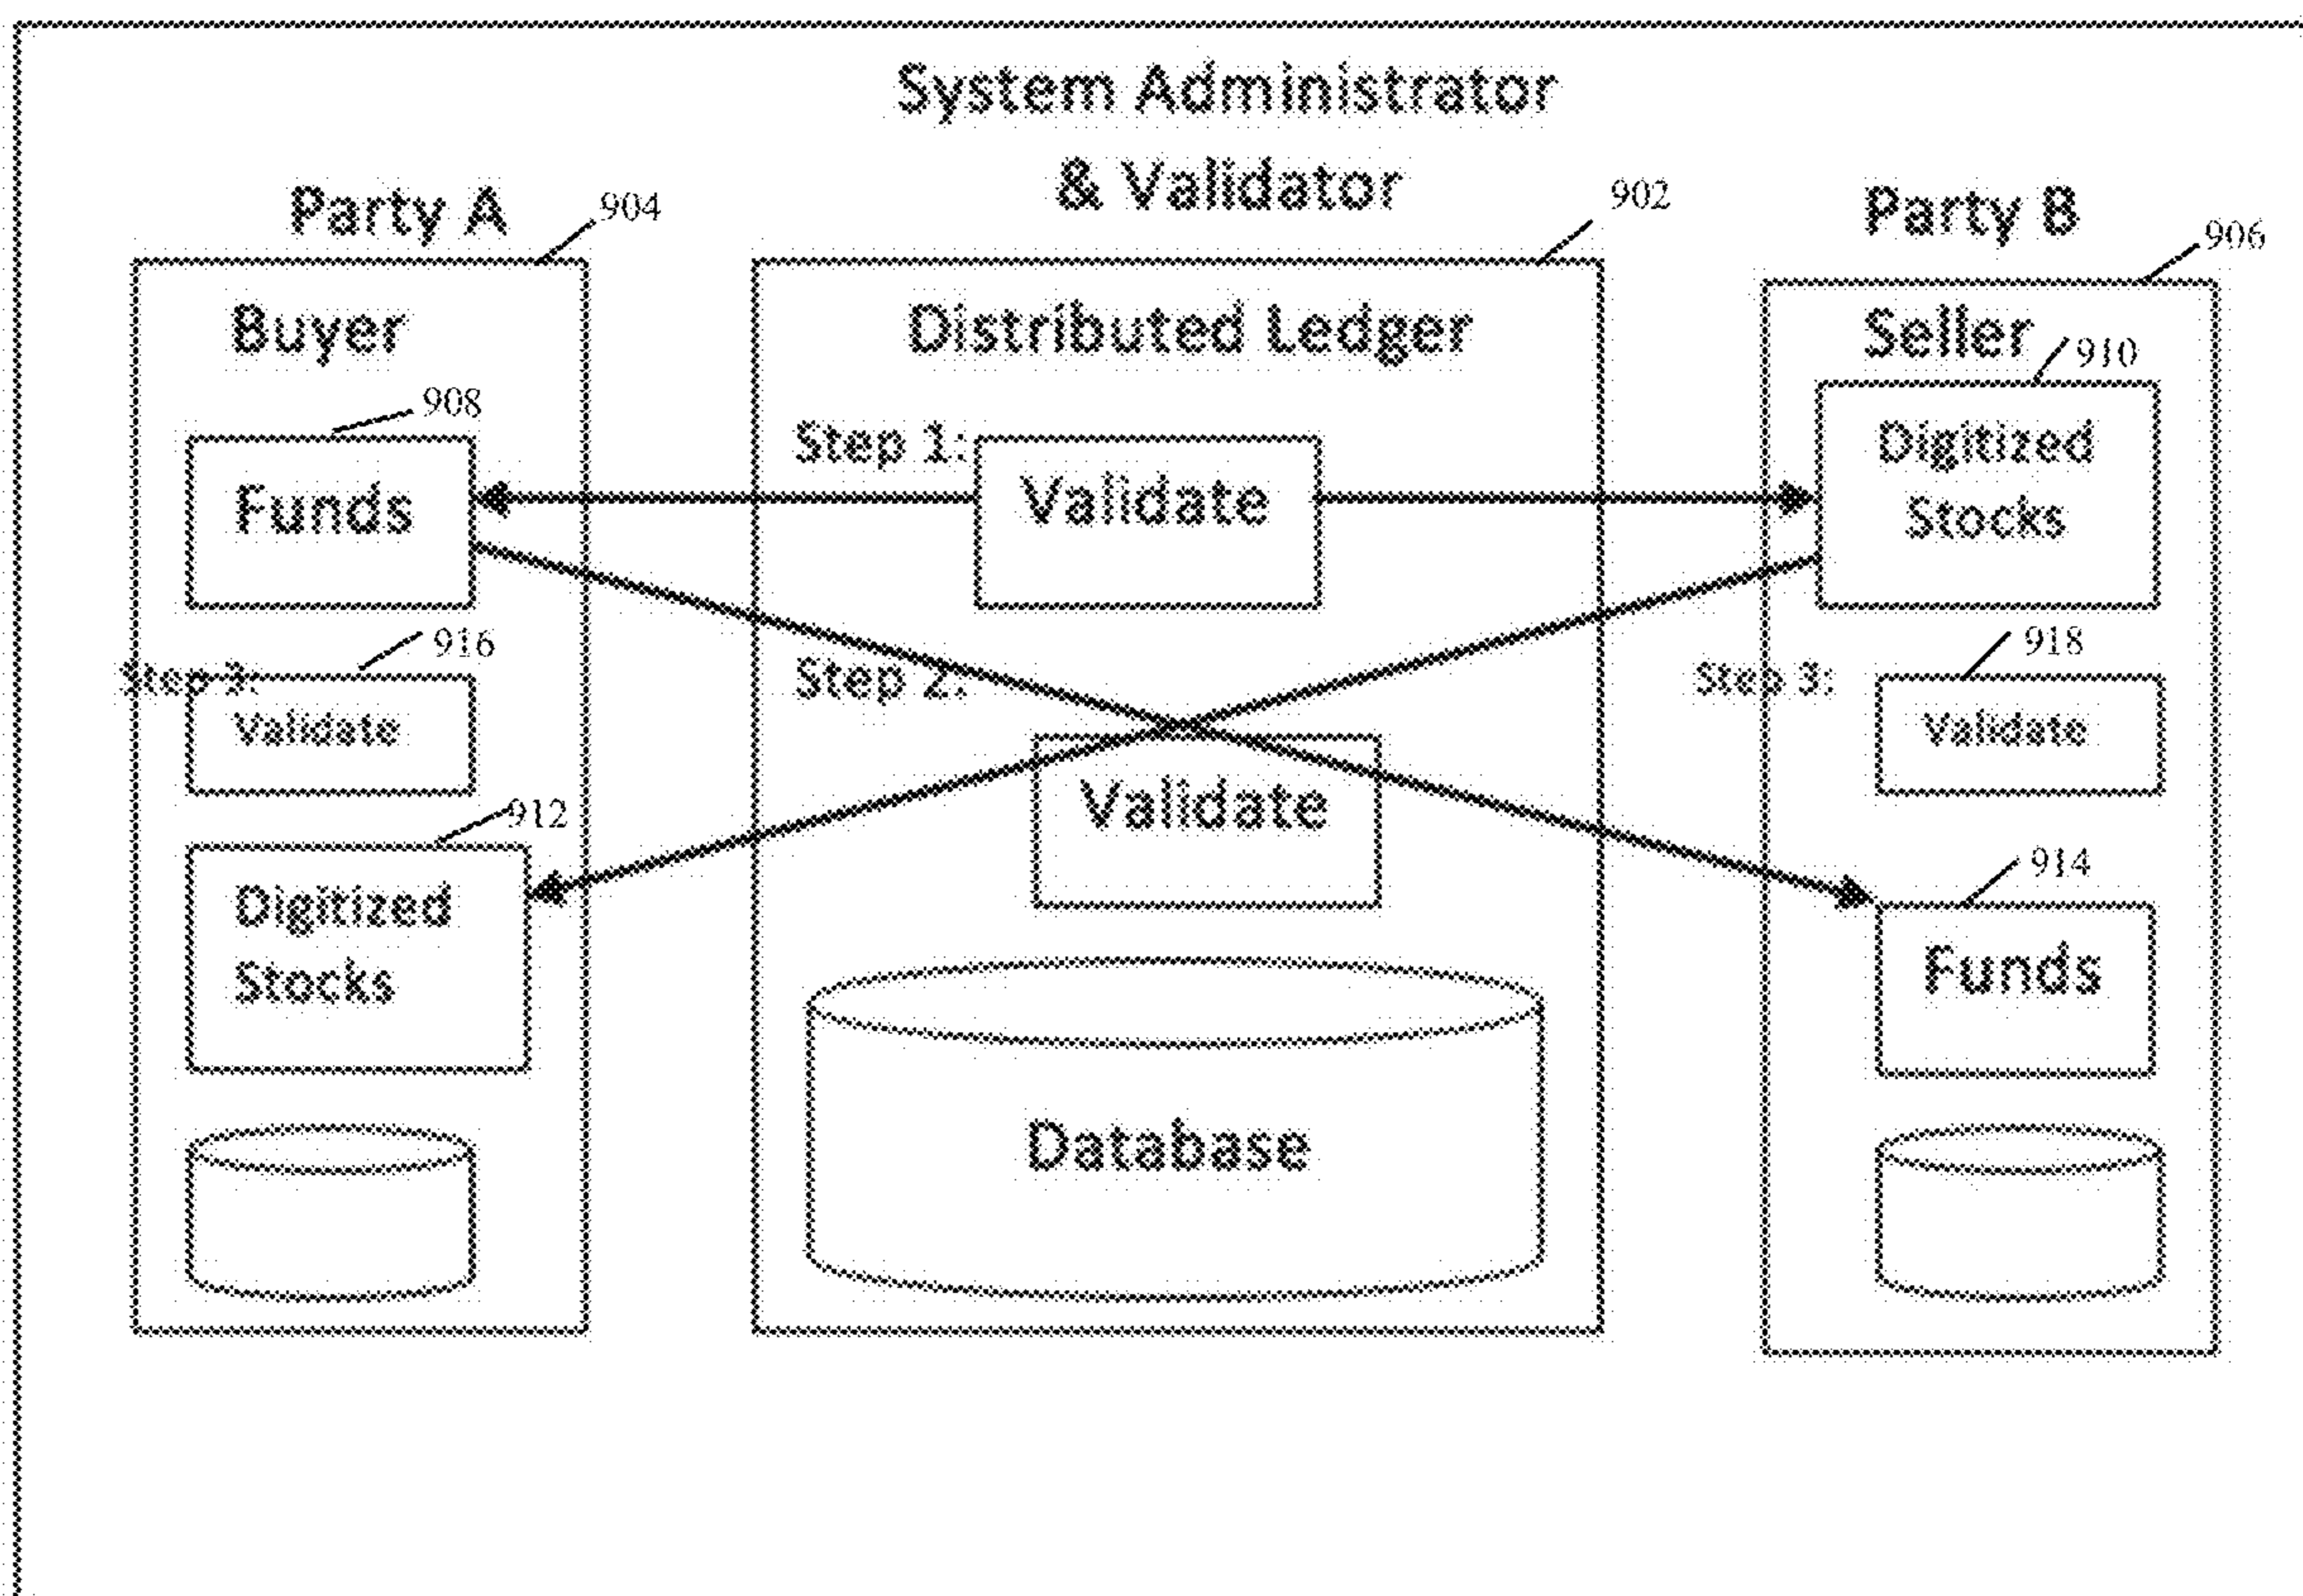 System Administrator
& Validator
Party A
904
902
Party B
906
Buyer
Distributed Ledger
Seller
910
908
Step 1:
Digitized
Stocks
Funds
Validate
916
918
Step 3:
Step 2:
Step 3:
Validate
Validate
Validate
912
914
Digitized
Stocks
Funds
Database